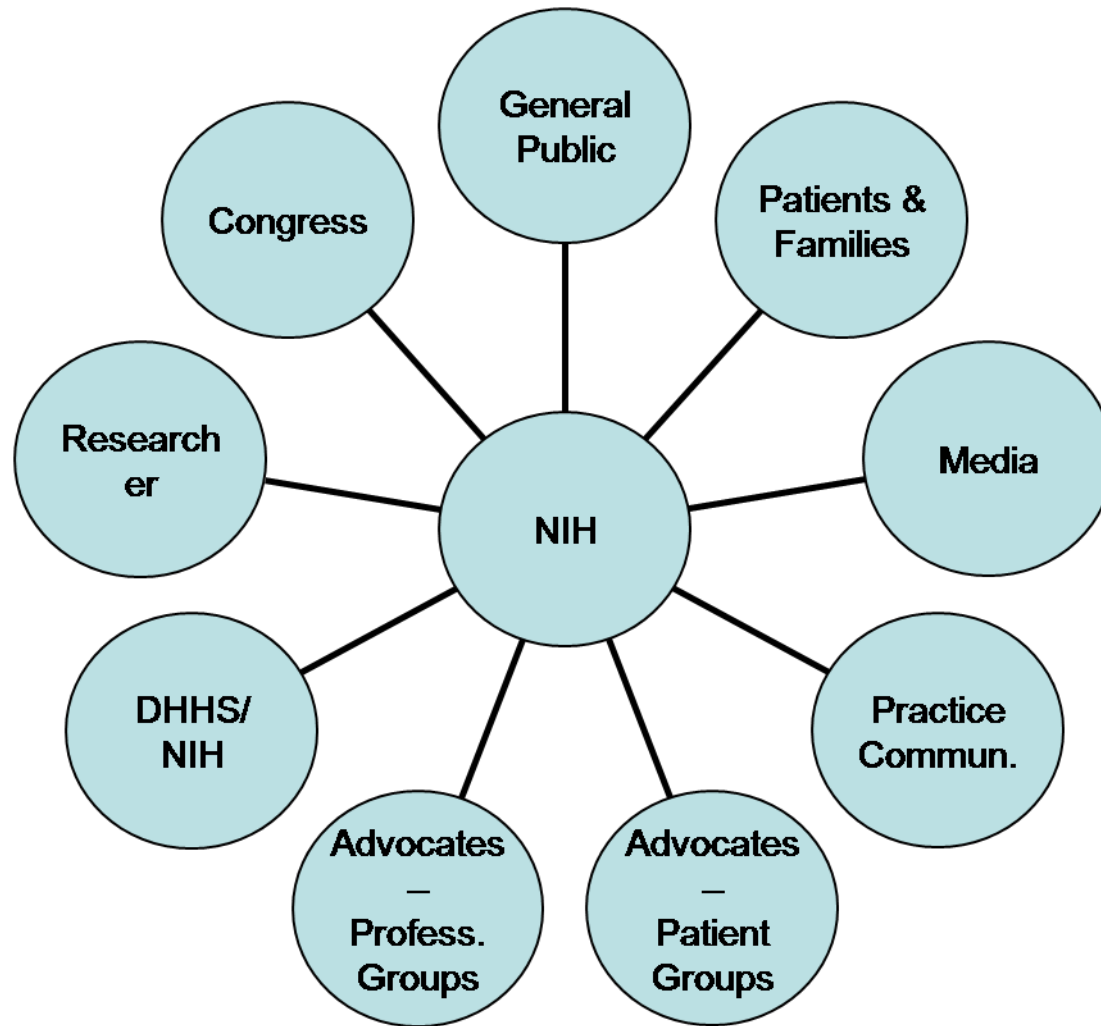 General
Public
Patients &
Families
Congress
Media
Research
er
NIH
Practice
Commun.
DHHS/
NIH
Advocates
–
Patient
Groups
Advocates
–
Profess.
Groups